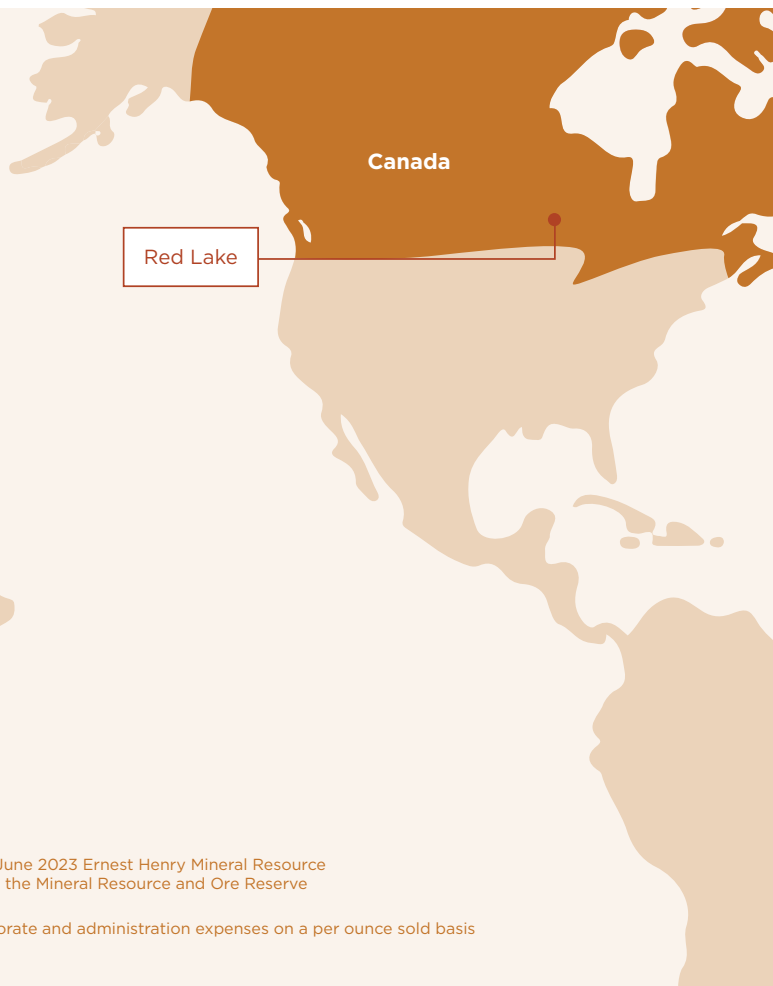 Canada
Red Lake
June 2023 Ernest Henry Mineral Resource
the Mineral Resource and Ore Reserve
and administration expenses on a per ounce sold basis